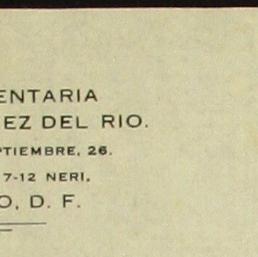 ENTARIA
EZ DEL RIO.
PTIEMBRE, 26.
7-12 NERI,
O, D. F.